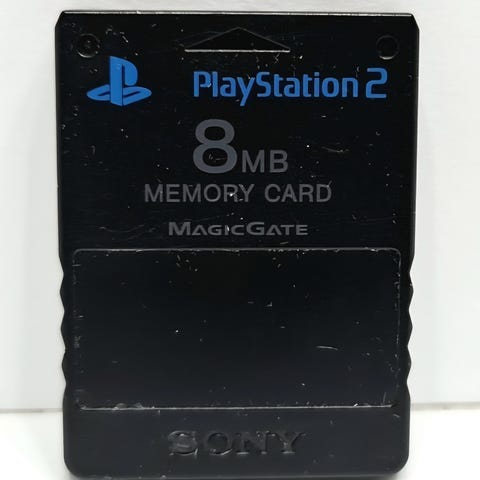 PlayStation 2
8MB
MEMORY CARD
MAGICGATE
SONY